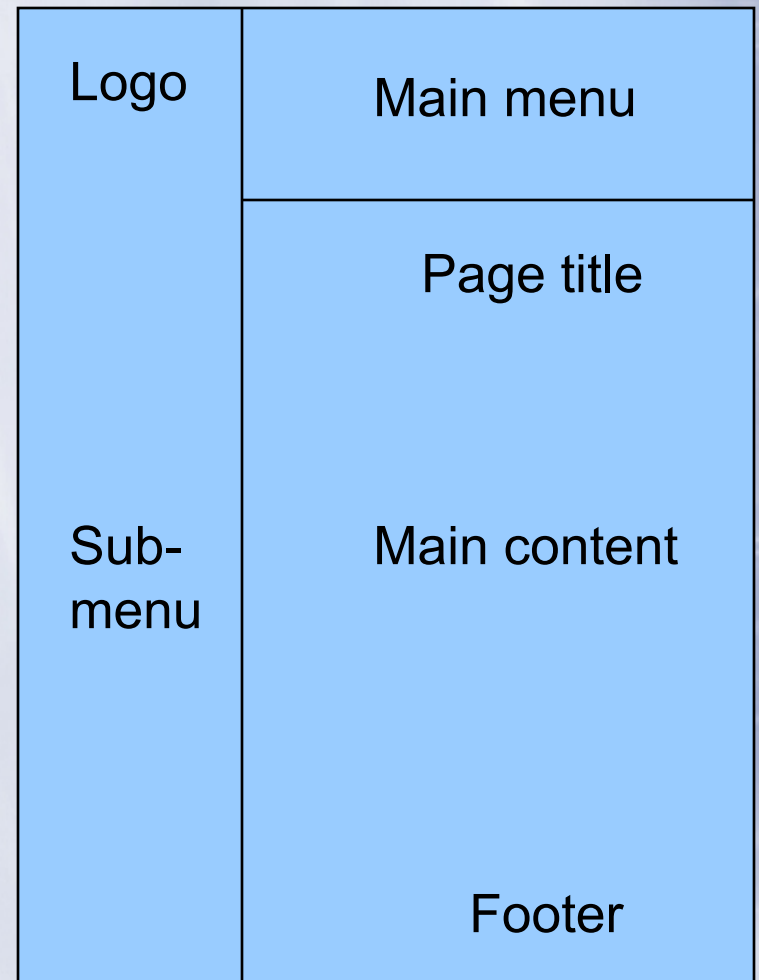 Logo
Main menu
Page title
Sub-
menu
Main content
Footer